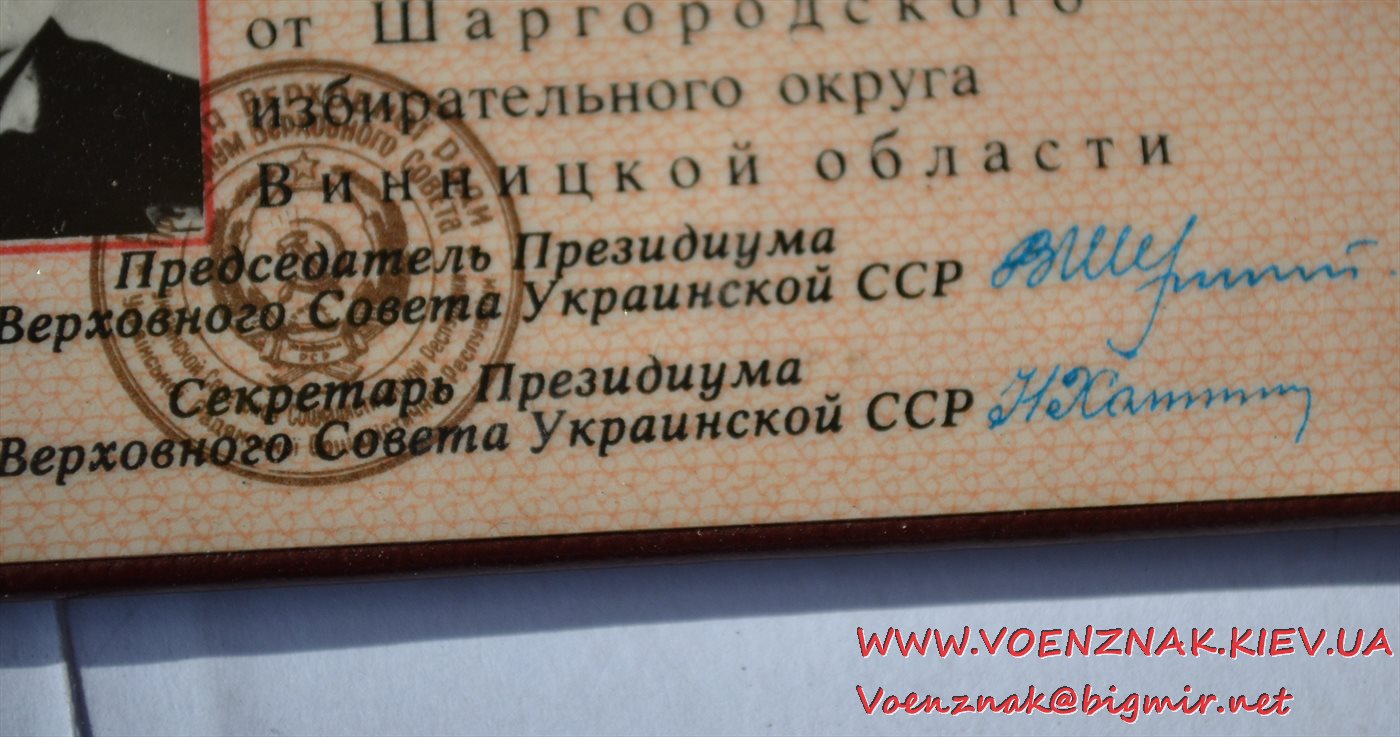 от Шаргородского
избирательного округа
Винницкой области
Председатель Президиума
Верховного Совета Украинской ССР
Секретарь Президиума
Верховного Совета Украинской ССР
WWW.VOENZNAK.KIEV.UA
Voenznak@bigmir.net